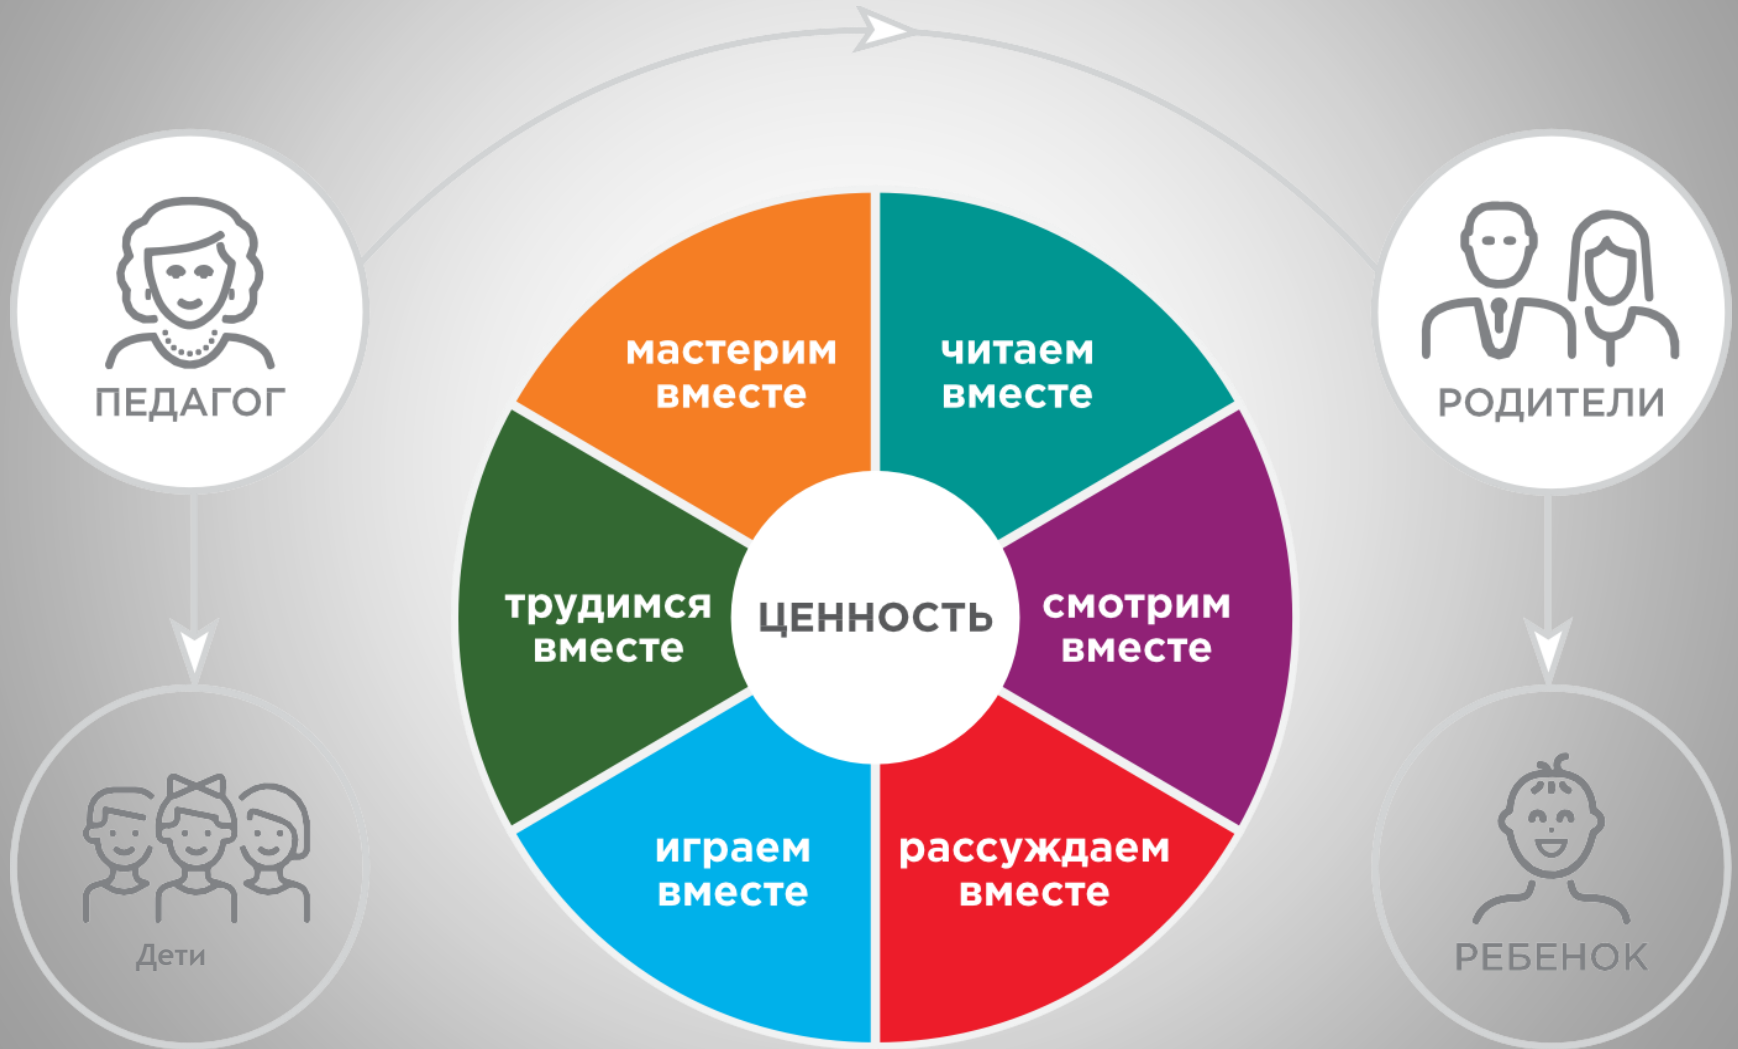 ПЕДАГОГ
РОДИТЕЛИ
мастерим
вместе
читаем
вместе
трудимся
вместе
ЦЕННОСТЬ
смотрим
вместе
играем
вместе
рассуждаем
вместе
Дети
РЕБЕНОК